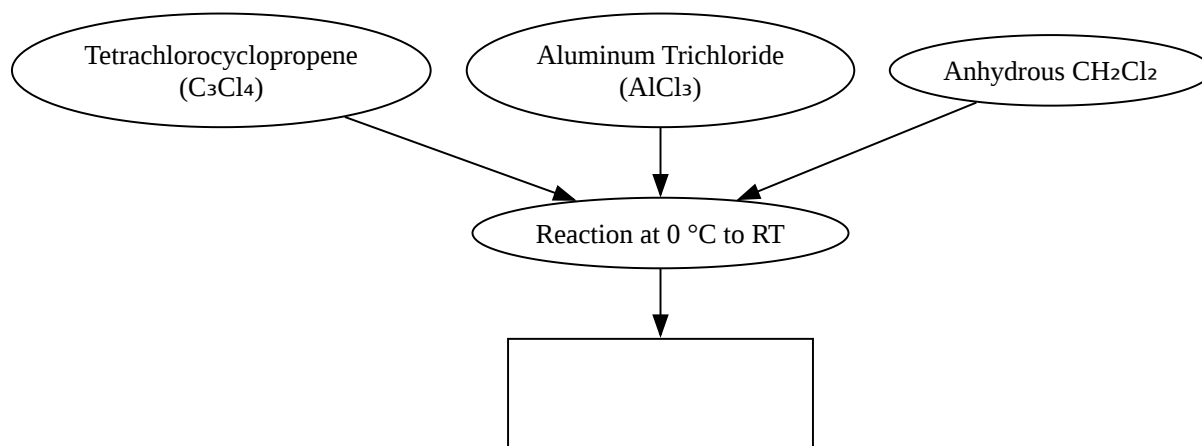 Tetrachlorocyclopropene
(C₃Cl₄)
Aluminum Trichloride
(AlCl₃)
Anhydrous CH₂Cl₂
Reaction at 0 °C to RT